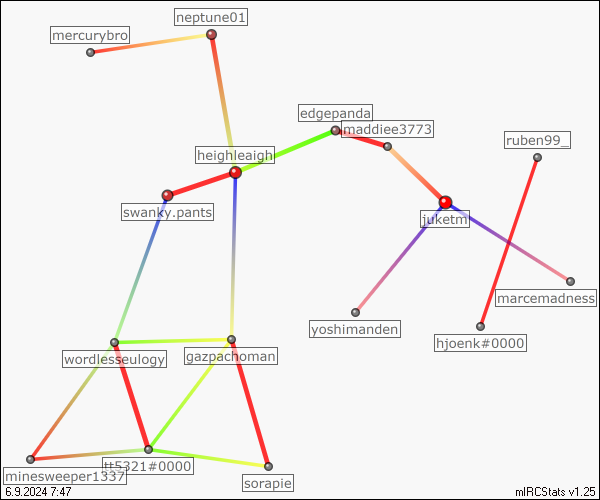 neptune01
mercurybro
edgepanda
maddiee3773
ruben99_
heighleaigh
swanky.pants
juketm
marcemadness
yoshimanden
hjoenk#0000
wordlesseulogy
gazpachoman
tt5321#0000
minesweeper1337
sorapie
6.9.2024 7:47
mIRCStats v1.25